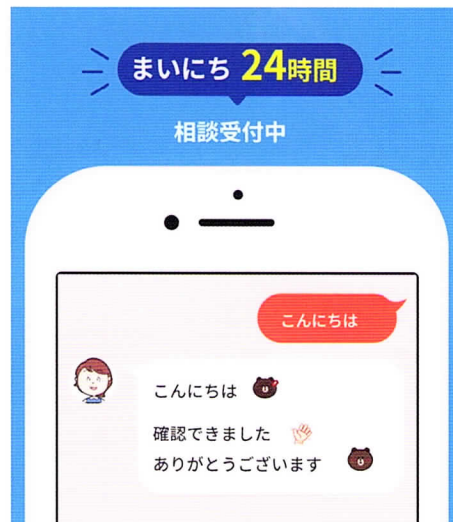 まいにち 24時間
相談受付中
こんにちは
こんにちは
確認できました
ありがとうございます